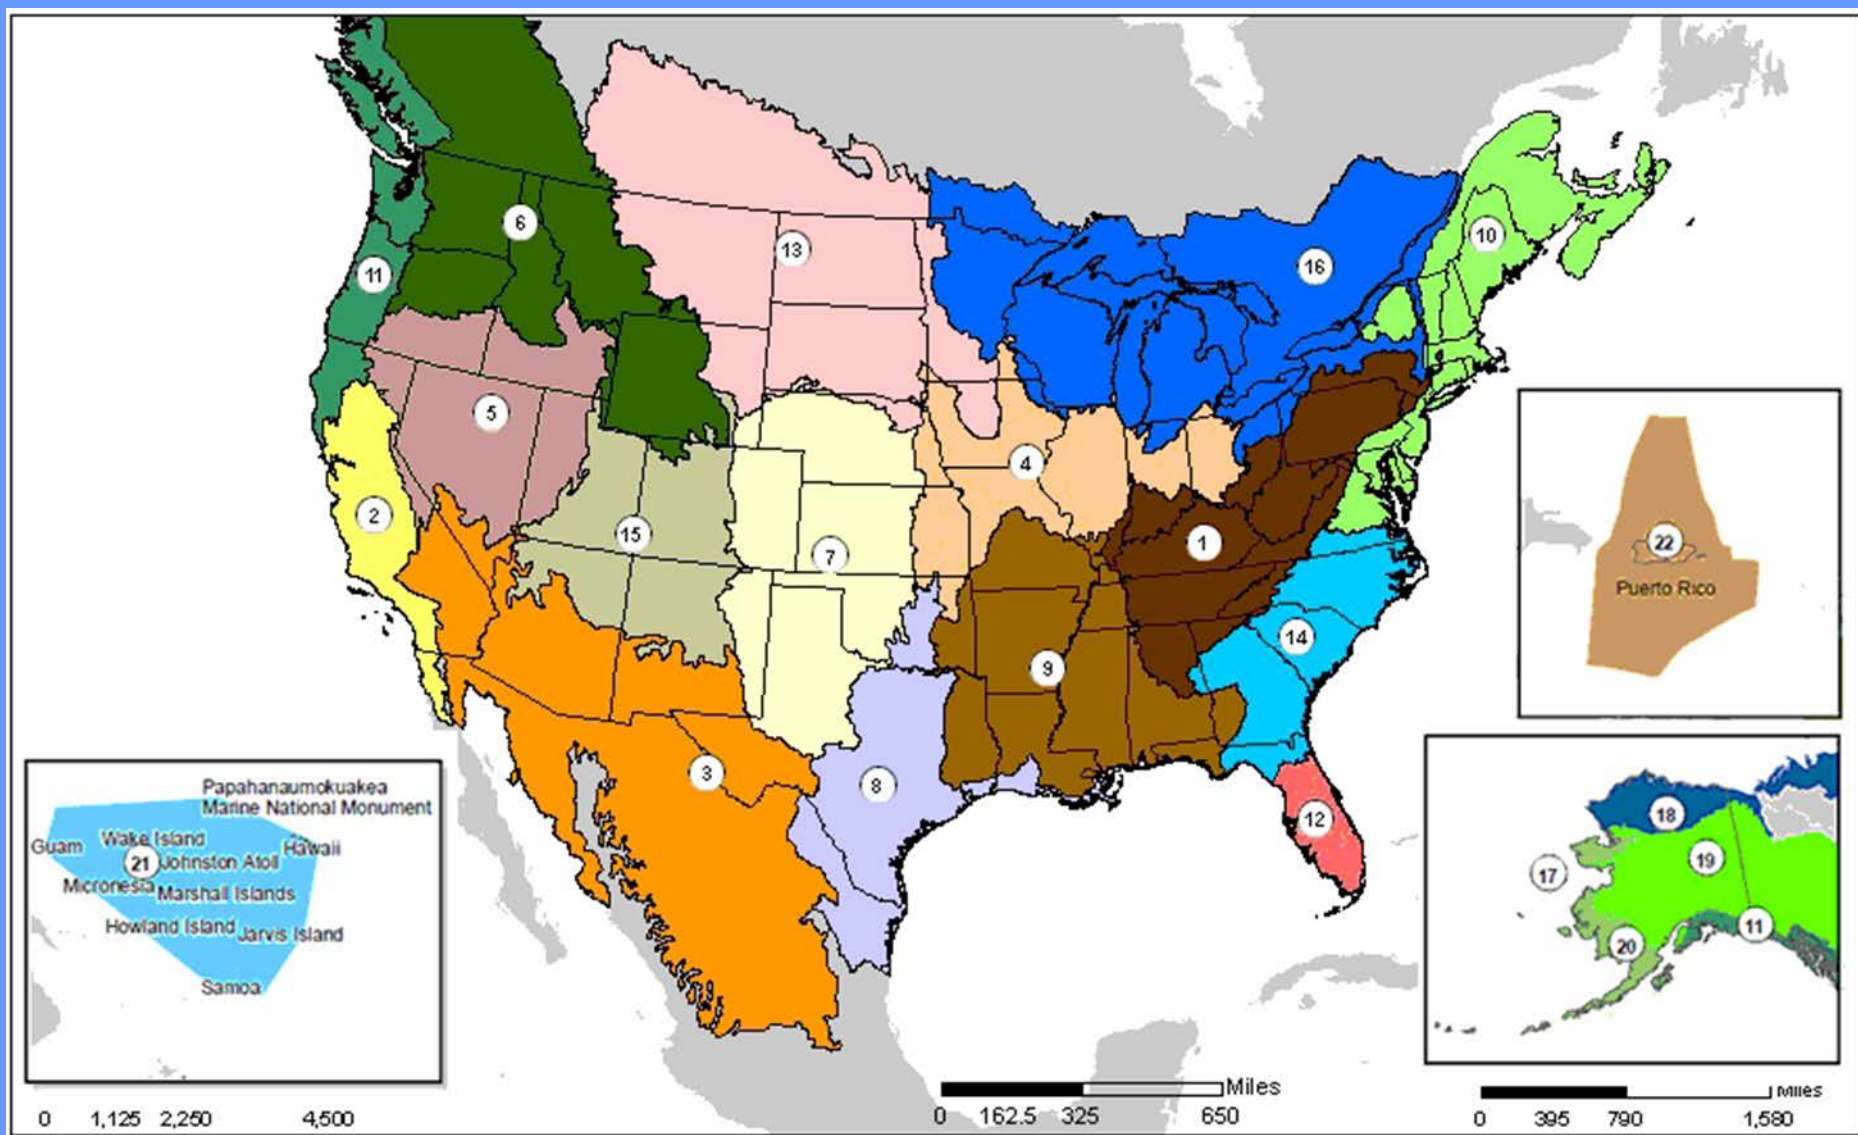 6
13
10
11
16
5
4
2
15
7
1
22
Puerto Rico
14
9
3
8
12
Papahanaumokuakea
Marine National Monument
Guam
Wake Island
Hawaii
21
Johnston Atoll
Micronesia
Marshall Islands
Howland Island
Jarvis Island
Samoa
18
19
17
11
20
0 1,125 2,250 4,500
Miles
0 162.5 325 650
Miles
0 395 790 1,580